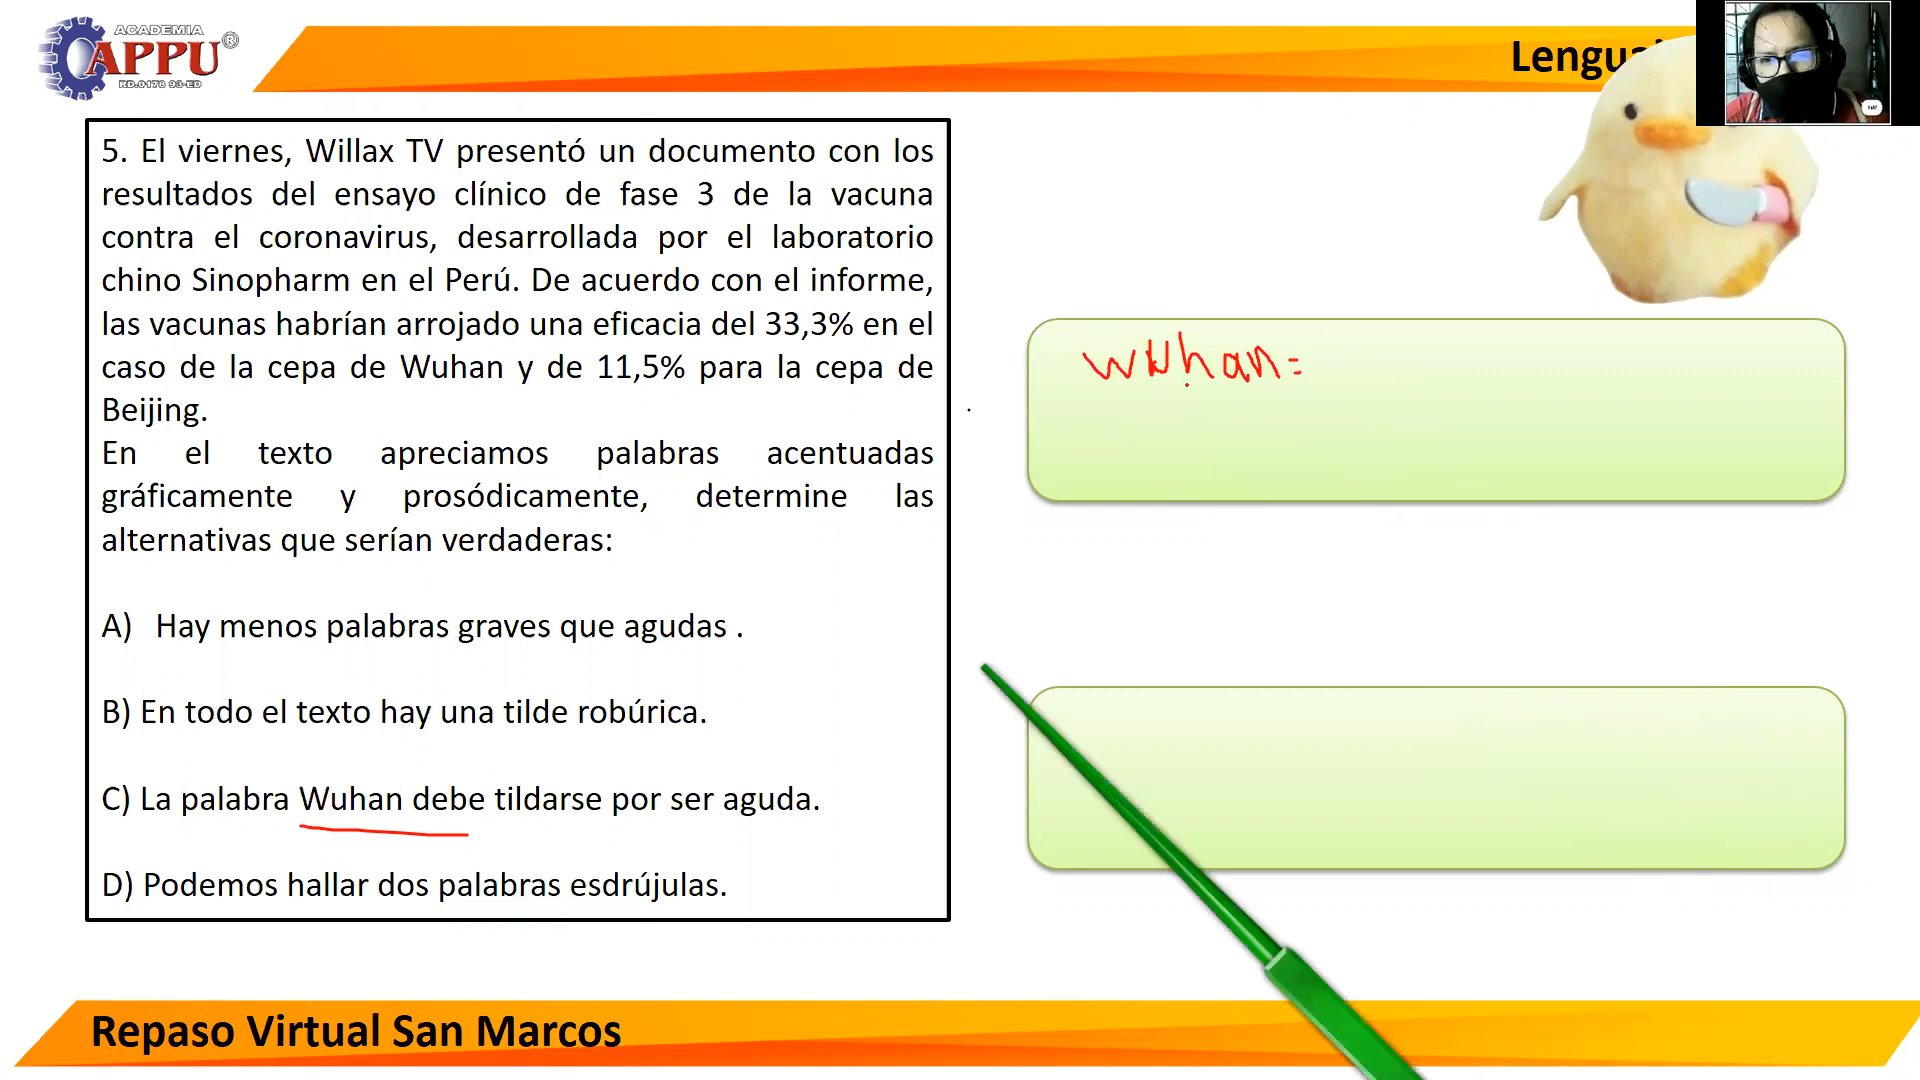 ACADEMIA
APPU®
RD.0178 93-ED
Lenguaj
5. El viernes, Willax TV presentó un documento con los
resultados del ensayo clínico de fase 3 de la vacuna
contra el coronavirus, desarrollada por el laboratorio
chino Sinopharm en el Perú. De acuerdo con el informe,
las vacunas habrían arrojado una eficacia del 33,3% en el
caso de la cepa de Wuhan y de 11,5% para la cepa de
Beijing.
En el texto apreciamos palabras acentuadas
gráficamente y prosódicamente, determine las
alternativas que serían verdaderas:
A) Hay menos palabras graves que agudas .
B) En todo el texto hay una tilde robúrica.
C) La palabra Wuhan debe tildarse por ser aguda.
D) Podemos hallar dos palabras esdrújulas.
Wuhan=
Repaso Virtual San Marcos